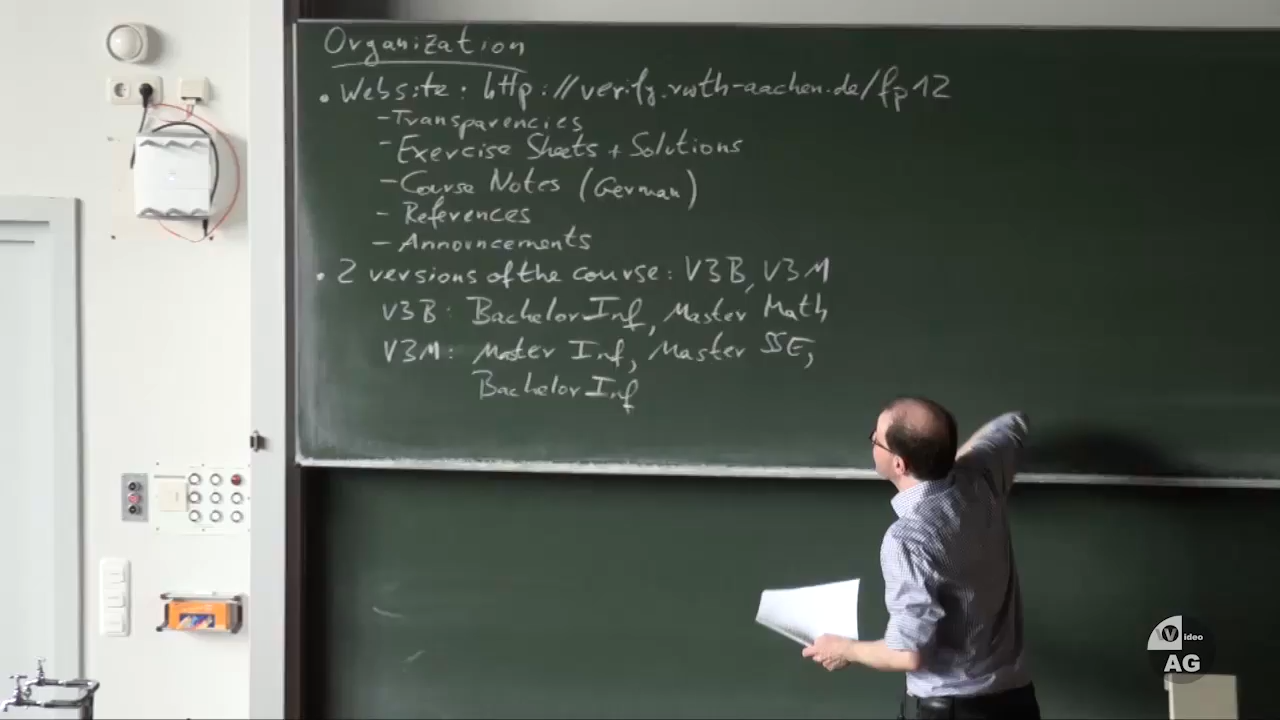 Organization
• Website: http://verify.rwth-aachen.de/fp12
- Transparencies
- Exercise Sheets + Solutions
- Course Notes (German)
- References
- Announcements
• 2 versions of the course: V3B, V3M
V3B: Bachelor Inf, Master Math
V3M: Mater Inf, Master SSE,
Bachelor Inf
Video
AG